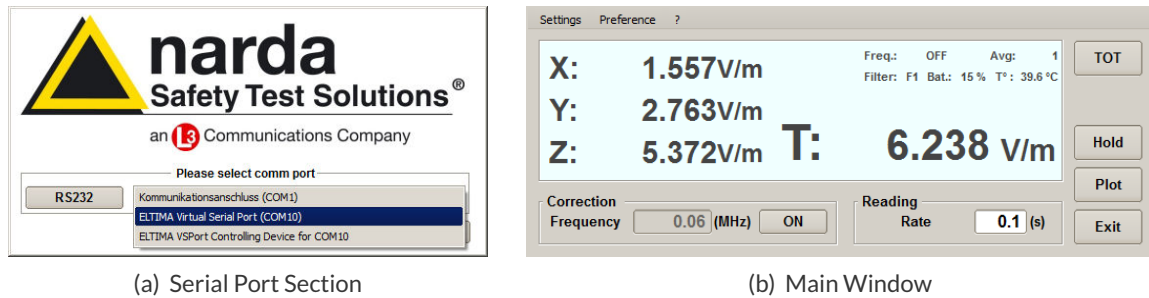 narda
Safety Test Solutions®
an L3 Communications Company
Please select comm port
RS232
Kommunikationsanschluss (COM1)
ELTIMA Virtual Serial Port (COM10)
ELTIMA VSPort Controlling Device for COM10
(a) Serial Port Section
Settings Preference ?
X: 1.557V/m
Y: 2.763V/m
Z: 5.372V/m
T: 6.238 V/m
Freq.: OFF Avg: 1
Filter: F1 Bat.: 15 % T°: 39.6 °C
TOT
Hold
Plot
Exit
Correction
Frequency 0.06 (MHz) ON
Reading
Rate 0.1 (s)
(b) Main Window